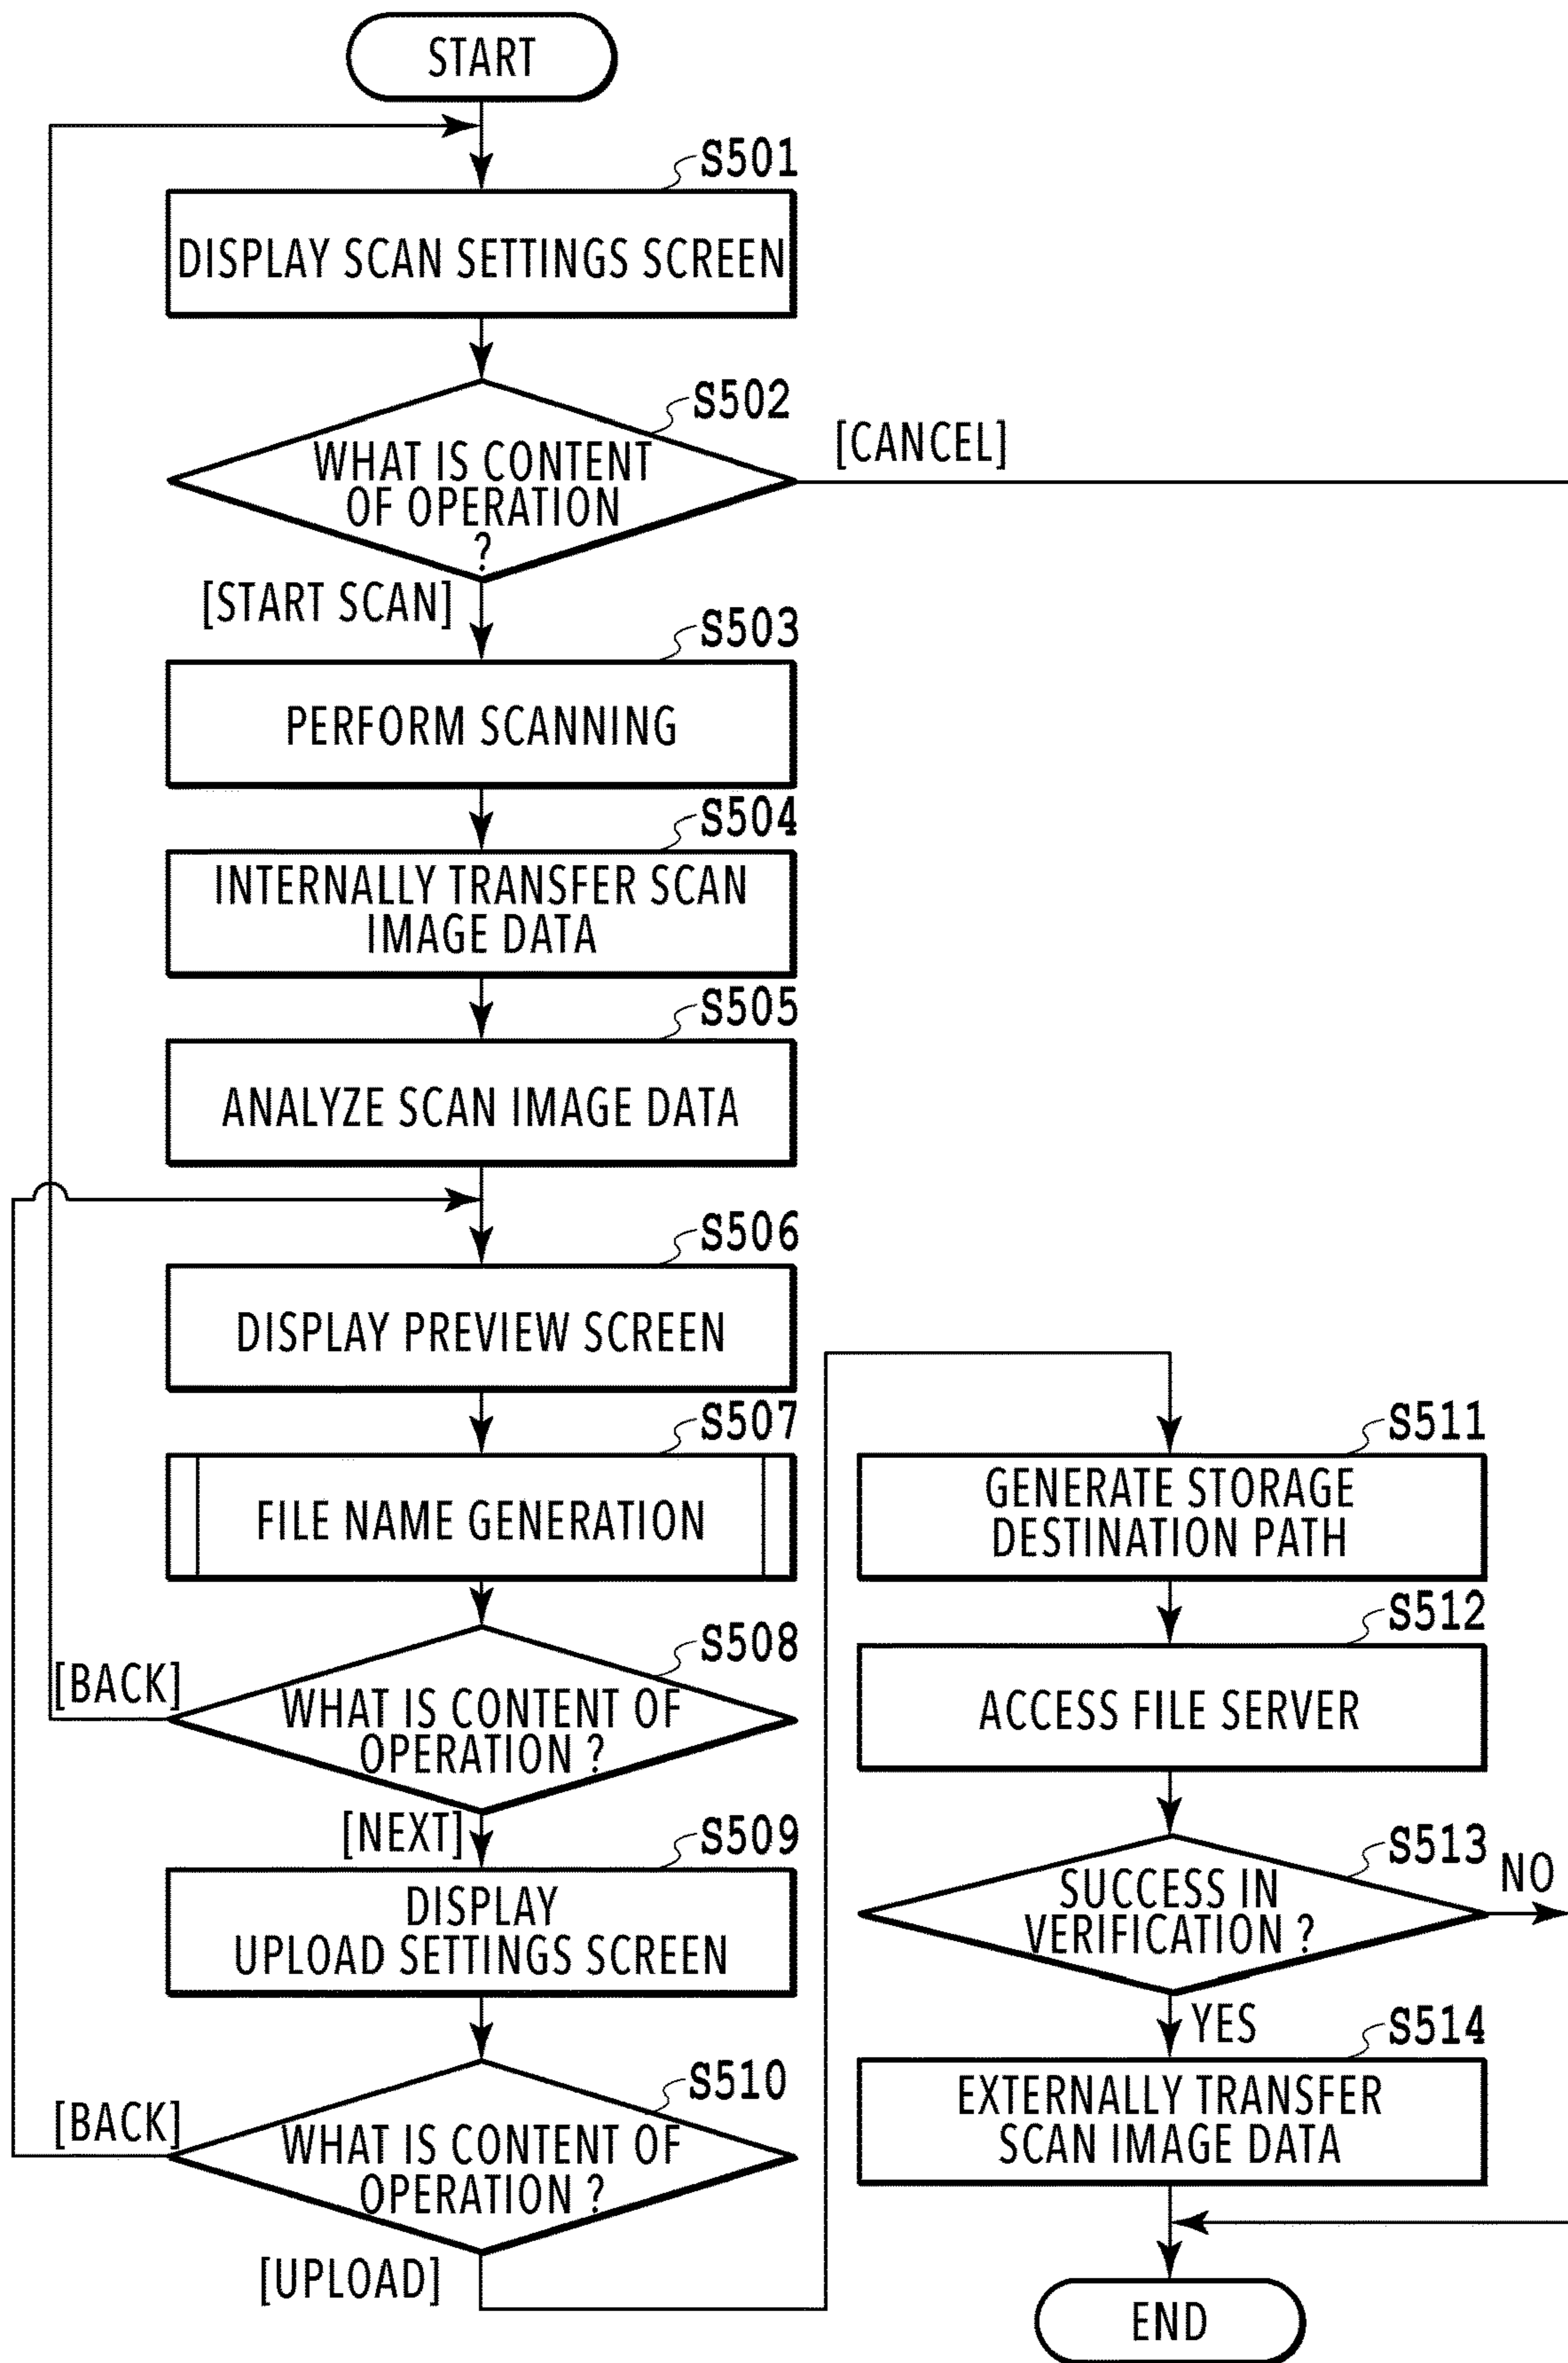 START
S501
DISPLAY SCAN SETTINGS SCREEN
S502
WHAT IS CONTENT
OF OPERATION
?
[CANCEL]
[START SCAN]
S503
PERFORM SCANNING
S504
INTERNALLY TRANSFER SCAN
IMAGE DATA
S505
ANALYZE SCAN IMAGE DATA
S506
DISPLAY PREVIEW SCREEN
S507
FILE NAME GENERATION
S508
[BACK]
WHAT IS CONTENT OF
OPERATION ?
[NEXT]
S509
DISPLAY
UPLOAD SETTINGS SCREEN
S510
[BACK]
WHAT IS CONTENT OF
OPERATION ?
[UPLOAD]
S511
GENERATE STORAGE
DESTINATION PATH
S512
ACCESS FILE SERVER
S513
SUCCESS IN
VERIFICATION ?
NO
YES
S514
EXTERNALLY TRANSFER
SCAN IMAGE DATA
END